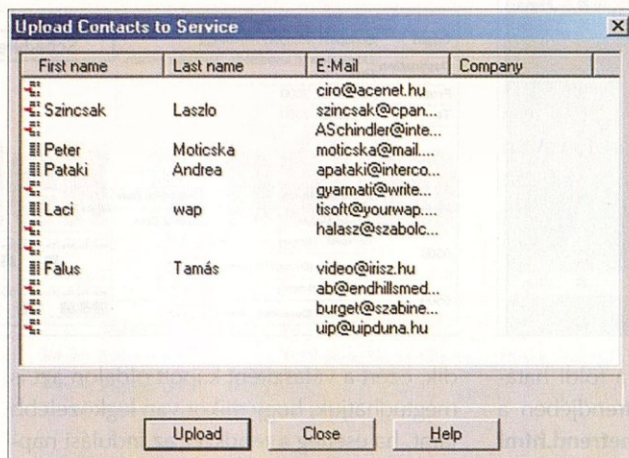 Upload Contacts to Service
First name Last name E-Mail Company
ciro@acenet.hu
Szincsak Laszlo szincsak@cpan...
ASchindler@inte...
Peter Moticska moticska@mail....
Pataki Andrea apataki@interco...
gyarmati@write...
Laci wap tisoft@yourwap....
halasz@szabolc...
Falus Tamás video@irisz.hu
ab@endhillsmed...
burget@szabine...
uip@uipduna.hu
Upload Close Help